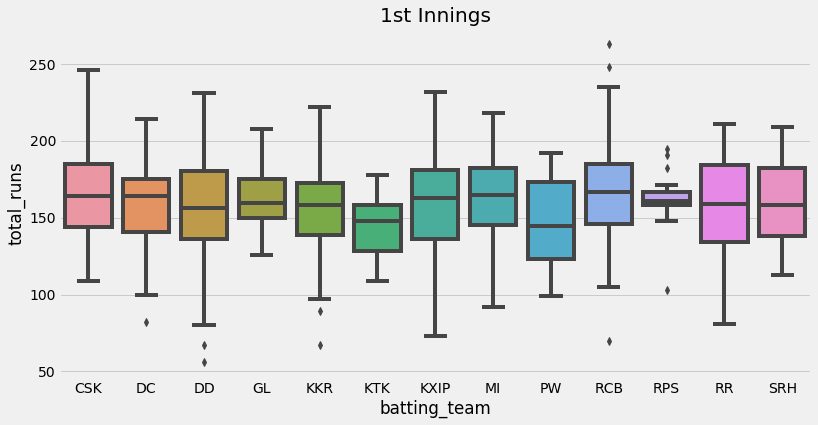 1st Innings
250
200
150
100
50
total_runs
CSK DC DD GL KKR KTK KXIP MI PW RCB RPS RR SRH
batting_team